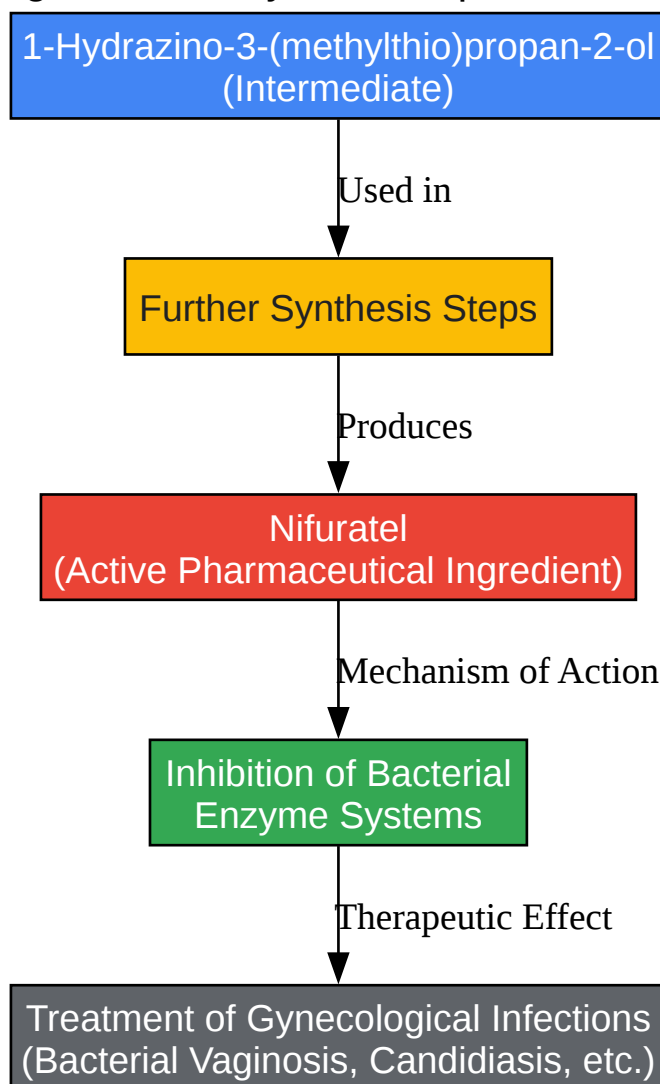 1-Hydrazino-3-(methylthio)propan-2-ol
(Intermediate)
Used in
Further Synthesis Steps
Produces
Nifuratel
(Active Pharmaceutical Ingredient)
Mechanism of Action
Inhibition of Bacterial
Enzyme Systems
Therapeutic Effect
Treatment of Gynecological Infections
(Bacterial Vaginosis, Candidiasis, etc.)